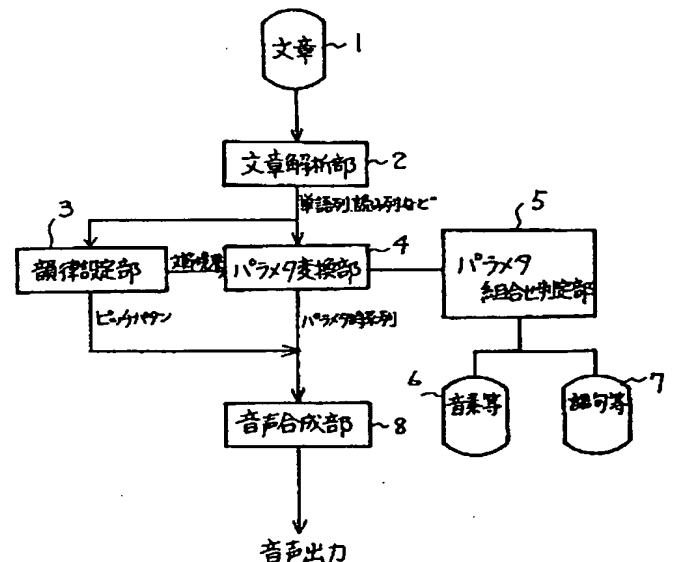 文章 1
文章解析部 2
単語列,読み列など
3
韻律設定部
4
パラメタ変換部
5
パラメタ
組合せ判定部
ピッチパタン
パラメタ時系列
6
音素等
7
語句等
音声合成部 8
音声出力